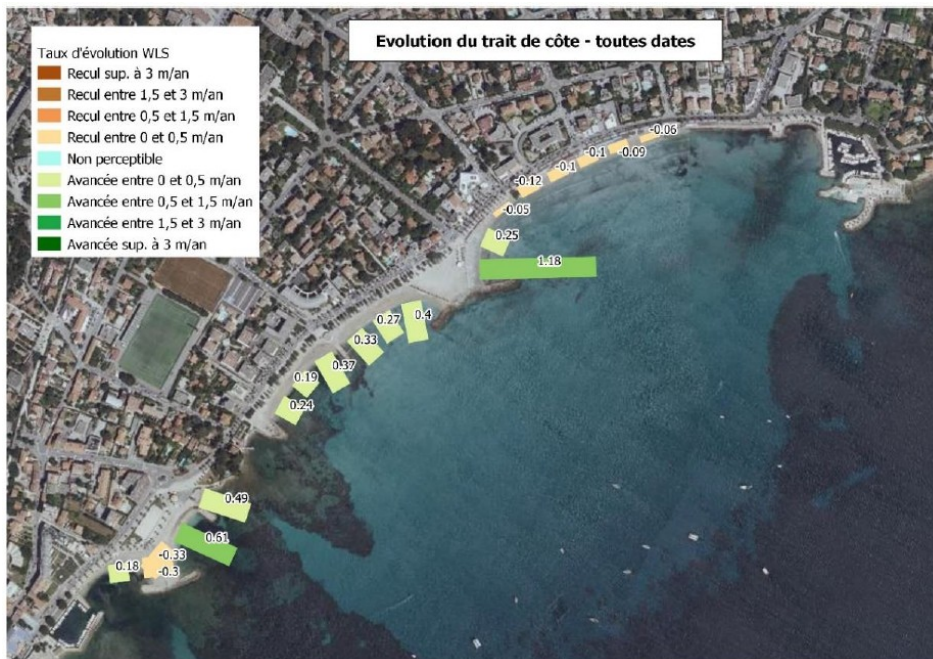 Evolution du trait de côte - toutes dates
Taux d'évolution WLS
Recul sup. à 3 m/an
Recul entre 1,5 et 3 m/an
Recul entre 0,5 et 1,5 m/an
Recul entre 0 et 0,5 m/an
Non perceptible
Avancée entre 0 et 0,5 m/an
Avancée entre 0,5 et 1,5 m/an
Avancée entre 1,5 et 3 m/an
Avancée sup. à 3 m/an
-0.06
-0.09
-0.1
-0.1
-0.12
-0.05
0.25
1.18
0.4
0.27
0.33
0.37
0.19
0.24
0.49
0.61
-0.33
-0.3
0.18